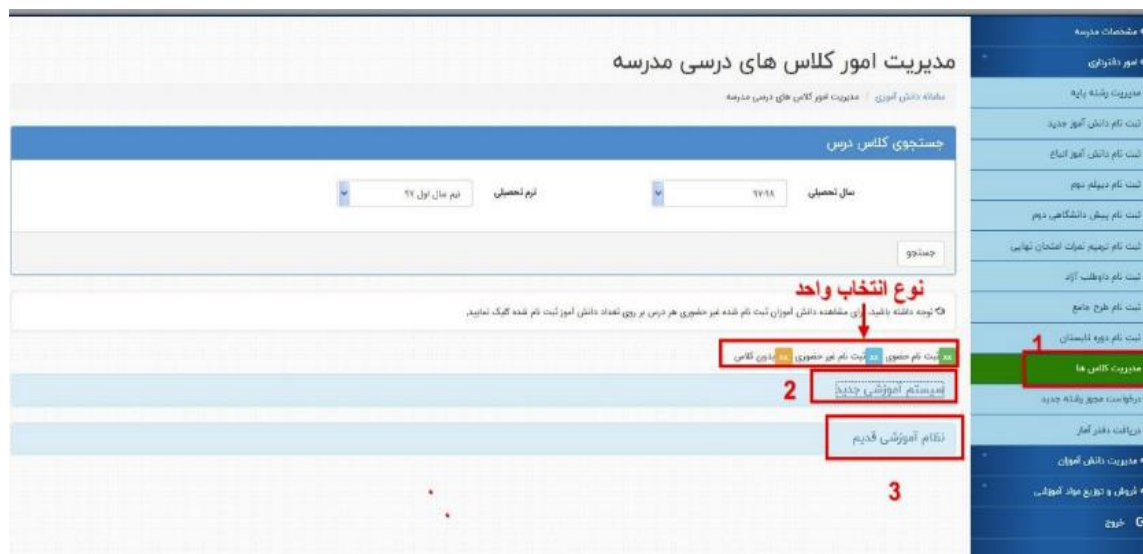 مشخصات مدرسه
امور دفترداری
مدیریت رشته پایه
ثبت نام دانش آموز جدید
ثبت نام دانش آموز اتباع
ثبت نام دیپلم دوم
ثبت نام پیش دانشگاهی دوم
ثبت نام ترمیم نمرات امتحان نهایی
ثبت نام داوطلب آزاد
ثبت نام طرح جامع
ثبت نام دوره تابستان
1
مدیریت کلاس ها
درخواست مجوز رشته جدید
دریافت دفتر آمار
مدیریت دانش آموزان
فروش و توزیع مواد آموزشی
خروج
مدیریت امور کلاس های درسی مدرسه
سامانه دانش آموزی / مدیریت امور کلاس های درسی مدرسه
جستجوی کلاس درس
سال تحصیلی ۹۷-۹۸ ترم تحصیلی نیم سال اول ۹۷
جستجو
نوع انتخاب واحد
توجه داشته باشید، برای مشاهده دانش آموزان ثبت نام شده غیر حضوری هر درس بر روی تعداد دانش آموز ثبت نام شده کلیک نمایید.
xx ثبت نام حضوری xx ثبت نام غیر حضوری xx بدون کلاس
سیستم آموزشی جدید 2
نظام آموزشی قدیم
3